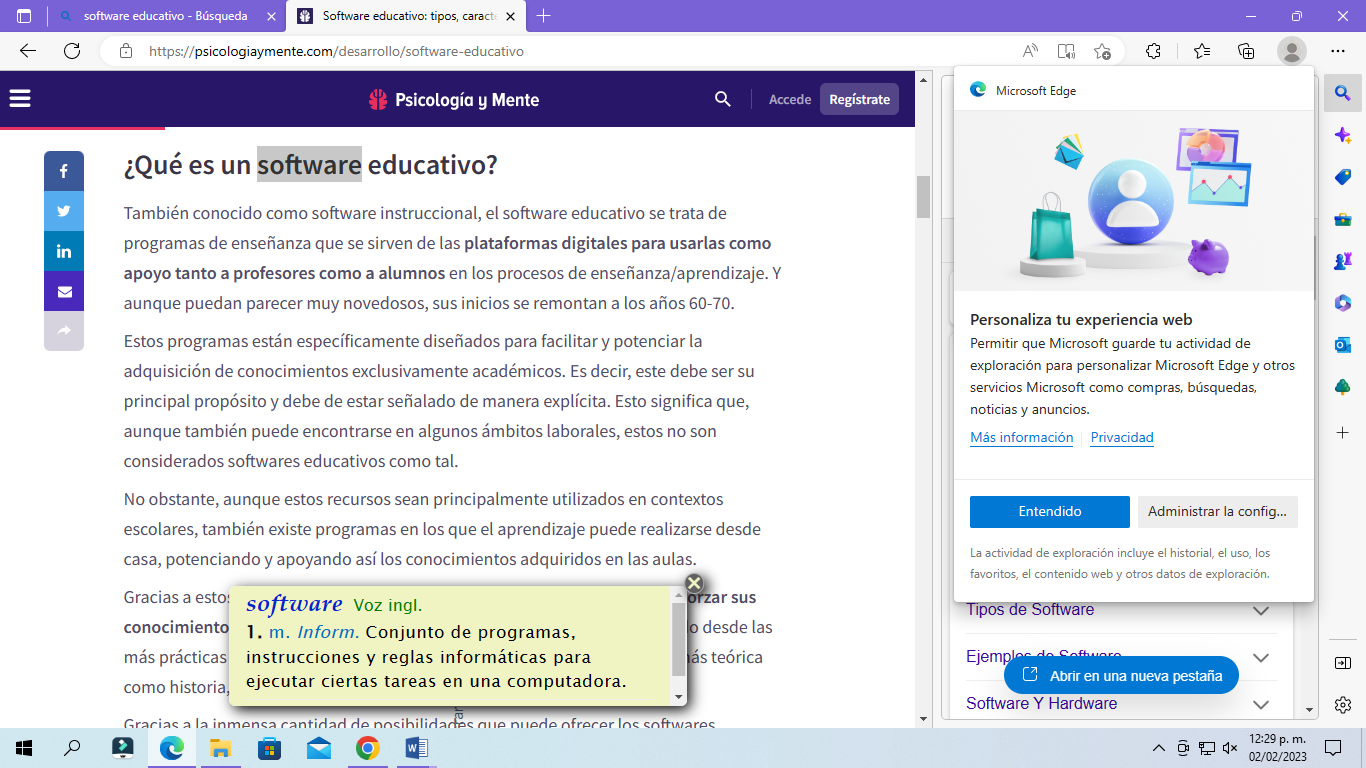 software educativo - Búsqueda
Software educativo: tipos, caracte
https://psicologiaymente.com/desarrollo/software-educativo
Psicología y Mente
Accede
Regístrate
¿Qué es un software educativo?
También conocido como software instruccional, el software educativo se trata de
programas de enseñanza que se sirven de las plataformas digitales para usarlas como
apoyo tanto a profesores como a alumnos en los procesos de enseñanza/aprendizaje. Y
aunque puedan parecer muy novedosos, sus inicios se remontan a los años 60-70.
Estos programas están específicamente diseñados para facilitar y potenciar la
adquisición de conocimientos exclusivamente académicos. Es decir, este debe ser su
principal propósito y debe de estar señalado de manera explícita. Esto significa que,
aunque también puede encontrarse en algunos ámbitos laborales, estos no son
considerados softwares educativos como tal.
No obstante, aunque estos recursos sean principalmente utilizados en contextos
escolares, también existe programas en los que el aprendizaje puede realizarse desde
casa, potenciando y apoyando así los conocimientos adquiridos en las aulas.
Gracias a estos sus
conocimiento desde las
más prácticas teórica
como historia,
Gracias a la inmensa cantidad de posibilidades que puede ofrecer los softwares
software Voz ingl.
1. m. Inform. Conjunto de programas,
instrucciones y reglas informáticas para
ejecutar ciertas tareas en una computadora.
Microsoft Edge
Personaliza tu experiencia web
Permitir que Microsoft guarde tu actividad de
exploración para personalizar Microsoft Edge y otros
servicios Microsoft como compras, búsquedas,
noticias y anuncios.
Más información
Privacidad
Entendido
Administrar la config...
La actividad de exploración incluye el historial, el uso, los
favoritos, el contenido web y otros datos de exploración.
Tipos de Software
Ejemplos de Software
Abrir en una nueva pestaña
Software Y Hardware
12:29 p. m.
02/02/2023